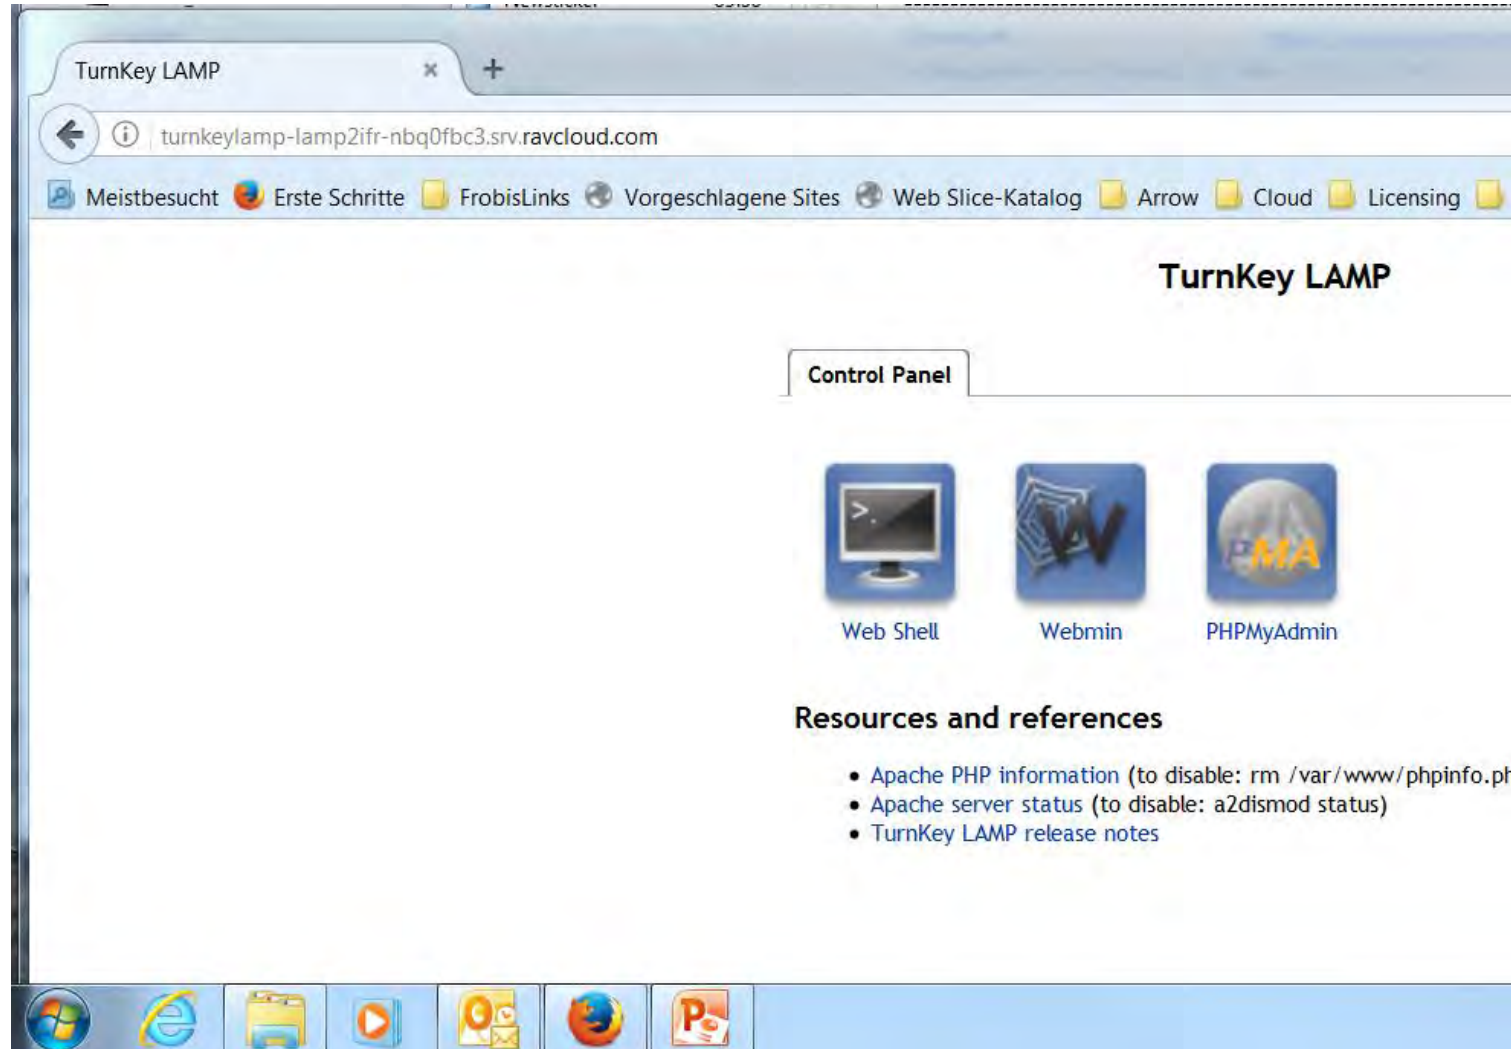 TurnKey LAMP
turnkeylamp-lamp2ifr-nbq0fbc3.srv.ravcloud.com
Meistbesucht Erste Schritte FrobisLinks Vorgeschlagene Sites Web Slice-Katalog Arrow Cloud Licensing
TurnKey LAMP
Control Panel
>.
W
PMA
Web Shell Webmin PHPMyAdmin
Resources and references
• Apache PHP information (to disable: rm /var/www/phpinfo.ph
• Apache server status (to disable: a2dismod status)
• TurnKey LAMP release notes